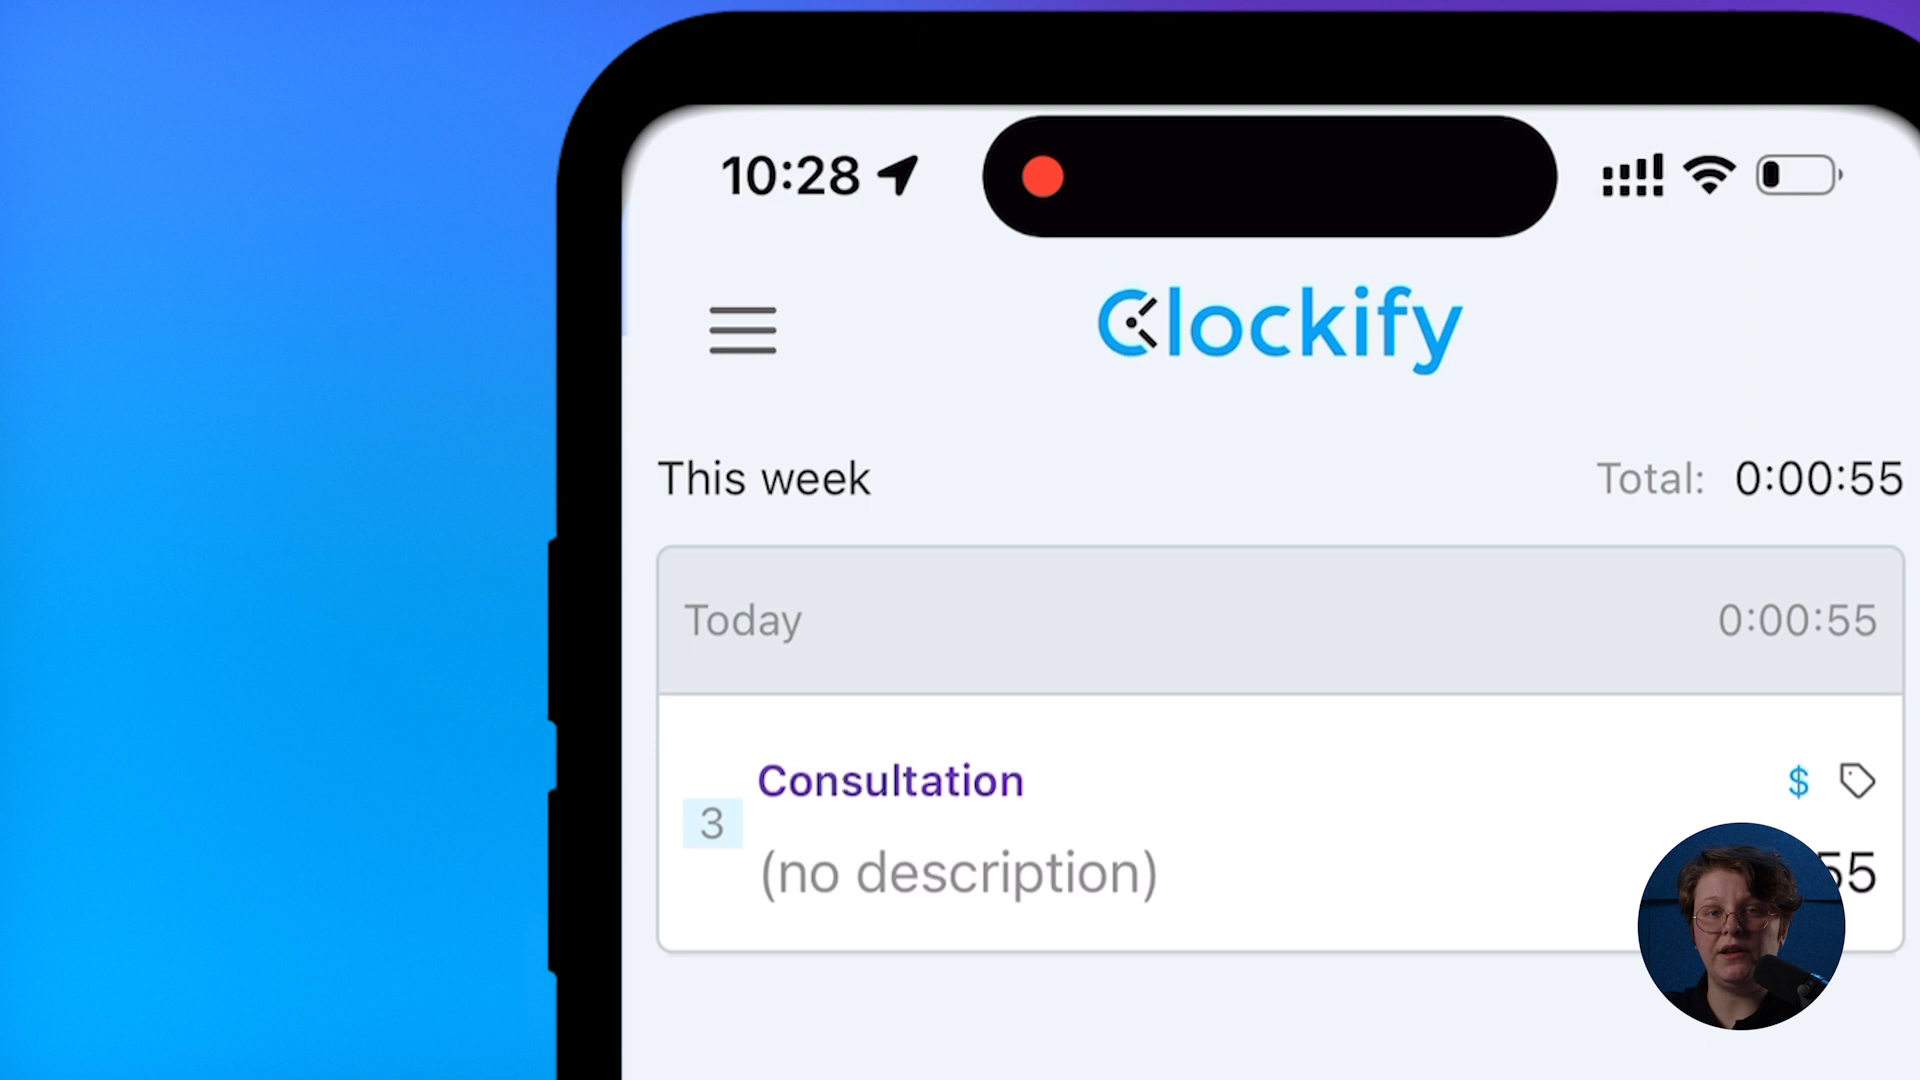 10:28
Clockify
This week
Total: 0:00:55
Today
0:00:55
Consultation
$
3
(no description)
55